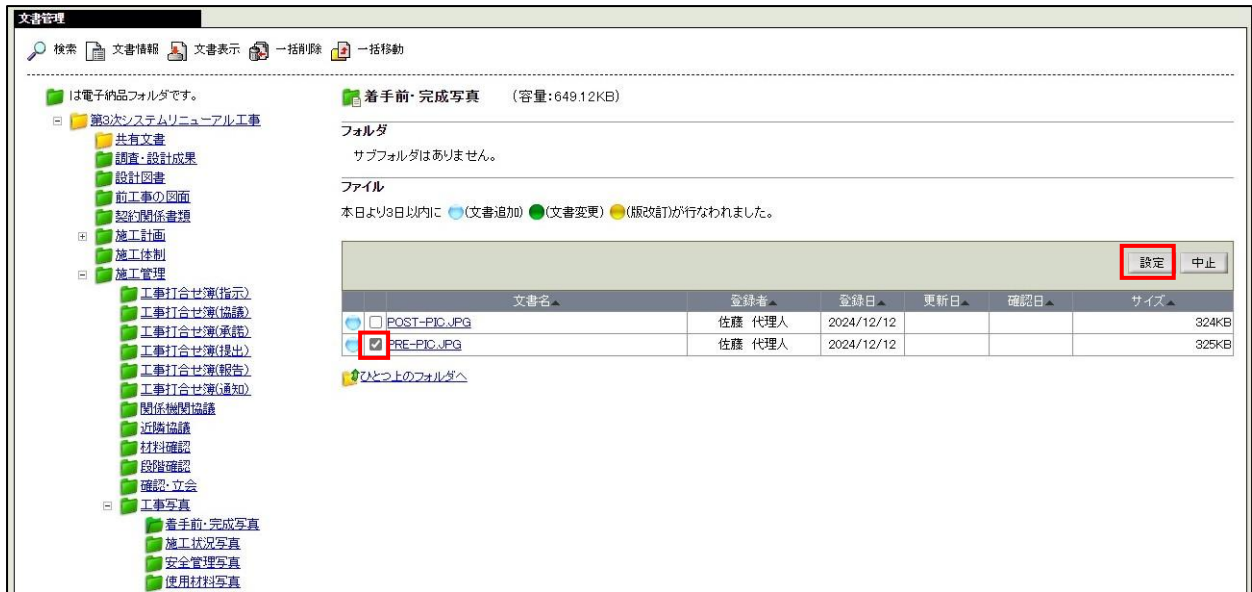 文書管理
検索 文書情報 文書表示 一括削除 一括移動
は電子納品フォルダです。
第3次システムリニューアル工事
共有文書
調査・設計成果
設計図書
前工事の図面
契約関係書類
施工計画
施工体制
施工管理
工事打合せ簿(指示)
工事打合せ簿(協議)
工事打合せ簿(承諾)
工事打合せ簿(提出)
工事打合せ簿(報告)
工事打合せ簿(通知)
関係機関協議
近隣協議
材料確認
段階確認
確認・立会
工事写真
着手前・完成写真
施工状況写真
安全管理写真
使用材料写真
着手前・完成写真 (容量:649.12KB)
フォルダ
サブフォルダはありません。
ファイル
本日より3日以内に (文書追加) (文書変更) (版改訂)が行なわれました。
設定 中止
文書名▲ 登録者▲ 登録日▲ 更新日▲ 確認日▲ サイズ▲
POST-PIC.JPG 佐藤 代理人 2024/12/12 324KB
PRE-PIC.JPG 佐藤 代理人 2024/12/12 325KB
ひとつ上のフォルダへ